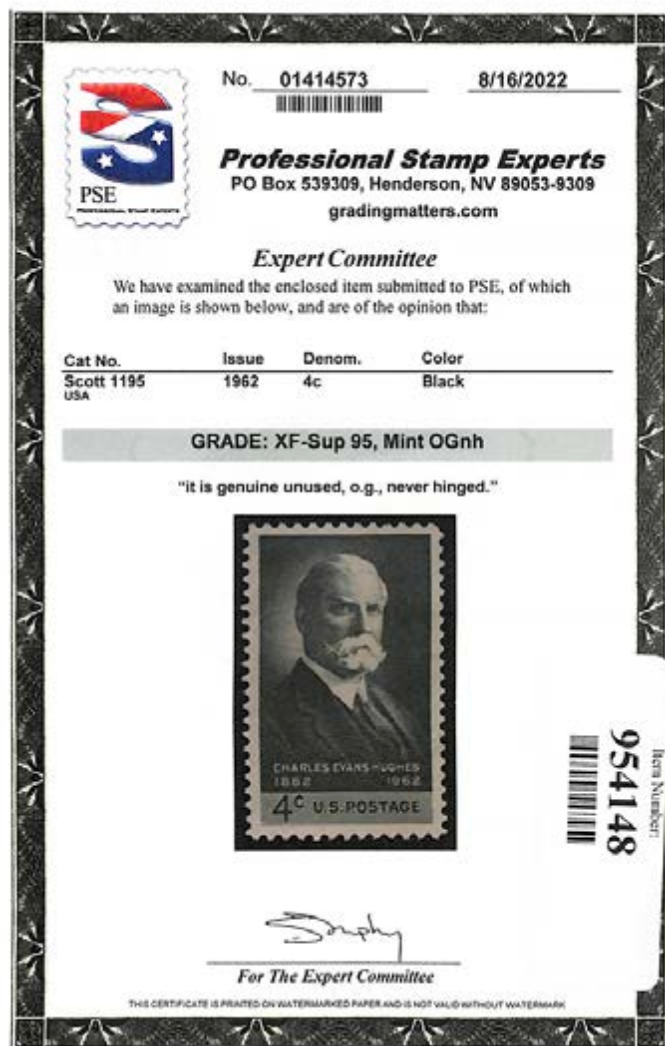 No. 01414573 8/16/2022
PSE
PROFESSIONAL STAMP EXPERTS
Professional Stamp Experts
PO Box 539309, Henderson, NV 89053-9309
gradingmatters.com
Expert Committee
We have examined the enclosed item submitted to PSE, of which
an image is shown below, and are of the opinion that:
Cat No. Issue Denom. Color
Scott 1195 1962 4c Black
USA
GRADE: XF-Sup 95, Mint OGnh
"it is genuine unused, o.g., never hinged."
CHARLES EVANS HUGHES
1862 1962
4c U.S. POSTAGE
Item Number:
954148
For The Expert Committee
THIS CERTIFICATE IS PRINTED ON WATERMARKED PAPER AND IS NOT VALID WITHOUT WATERMARK